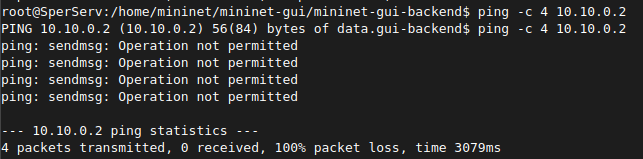 root@SperServ:/home/mininet/mininet-gui/mininet-gui-backend$ ping -c 4 10.10.0.2
PING 10.10.0.2 (10.10.0.2) 56(84) bytes of data.gui-backend$ ping -c 4 10.10.0.2
ping: sendmsg: Operation not permitted
ping: sendmsg: Operation not permitted
ping: sendmsg: Operation not permitted
ping: sendmsg: Operation not permitted
--- 10.10.0.2 ping statistics ---
4 packets transmitted, 0 received, 100% packet loss, time 3079ms